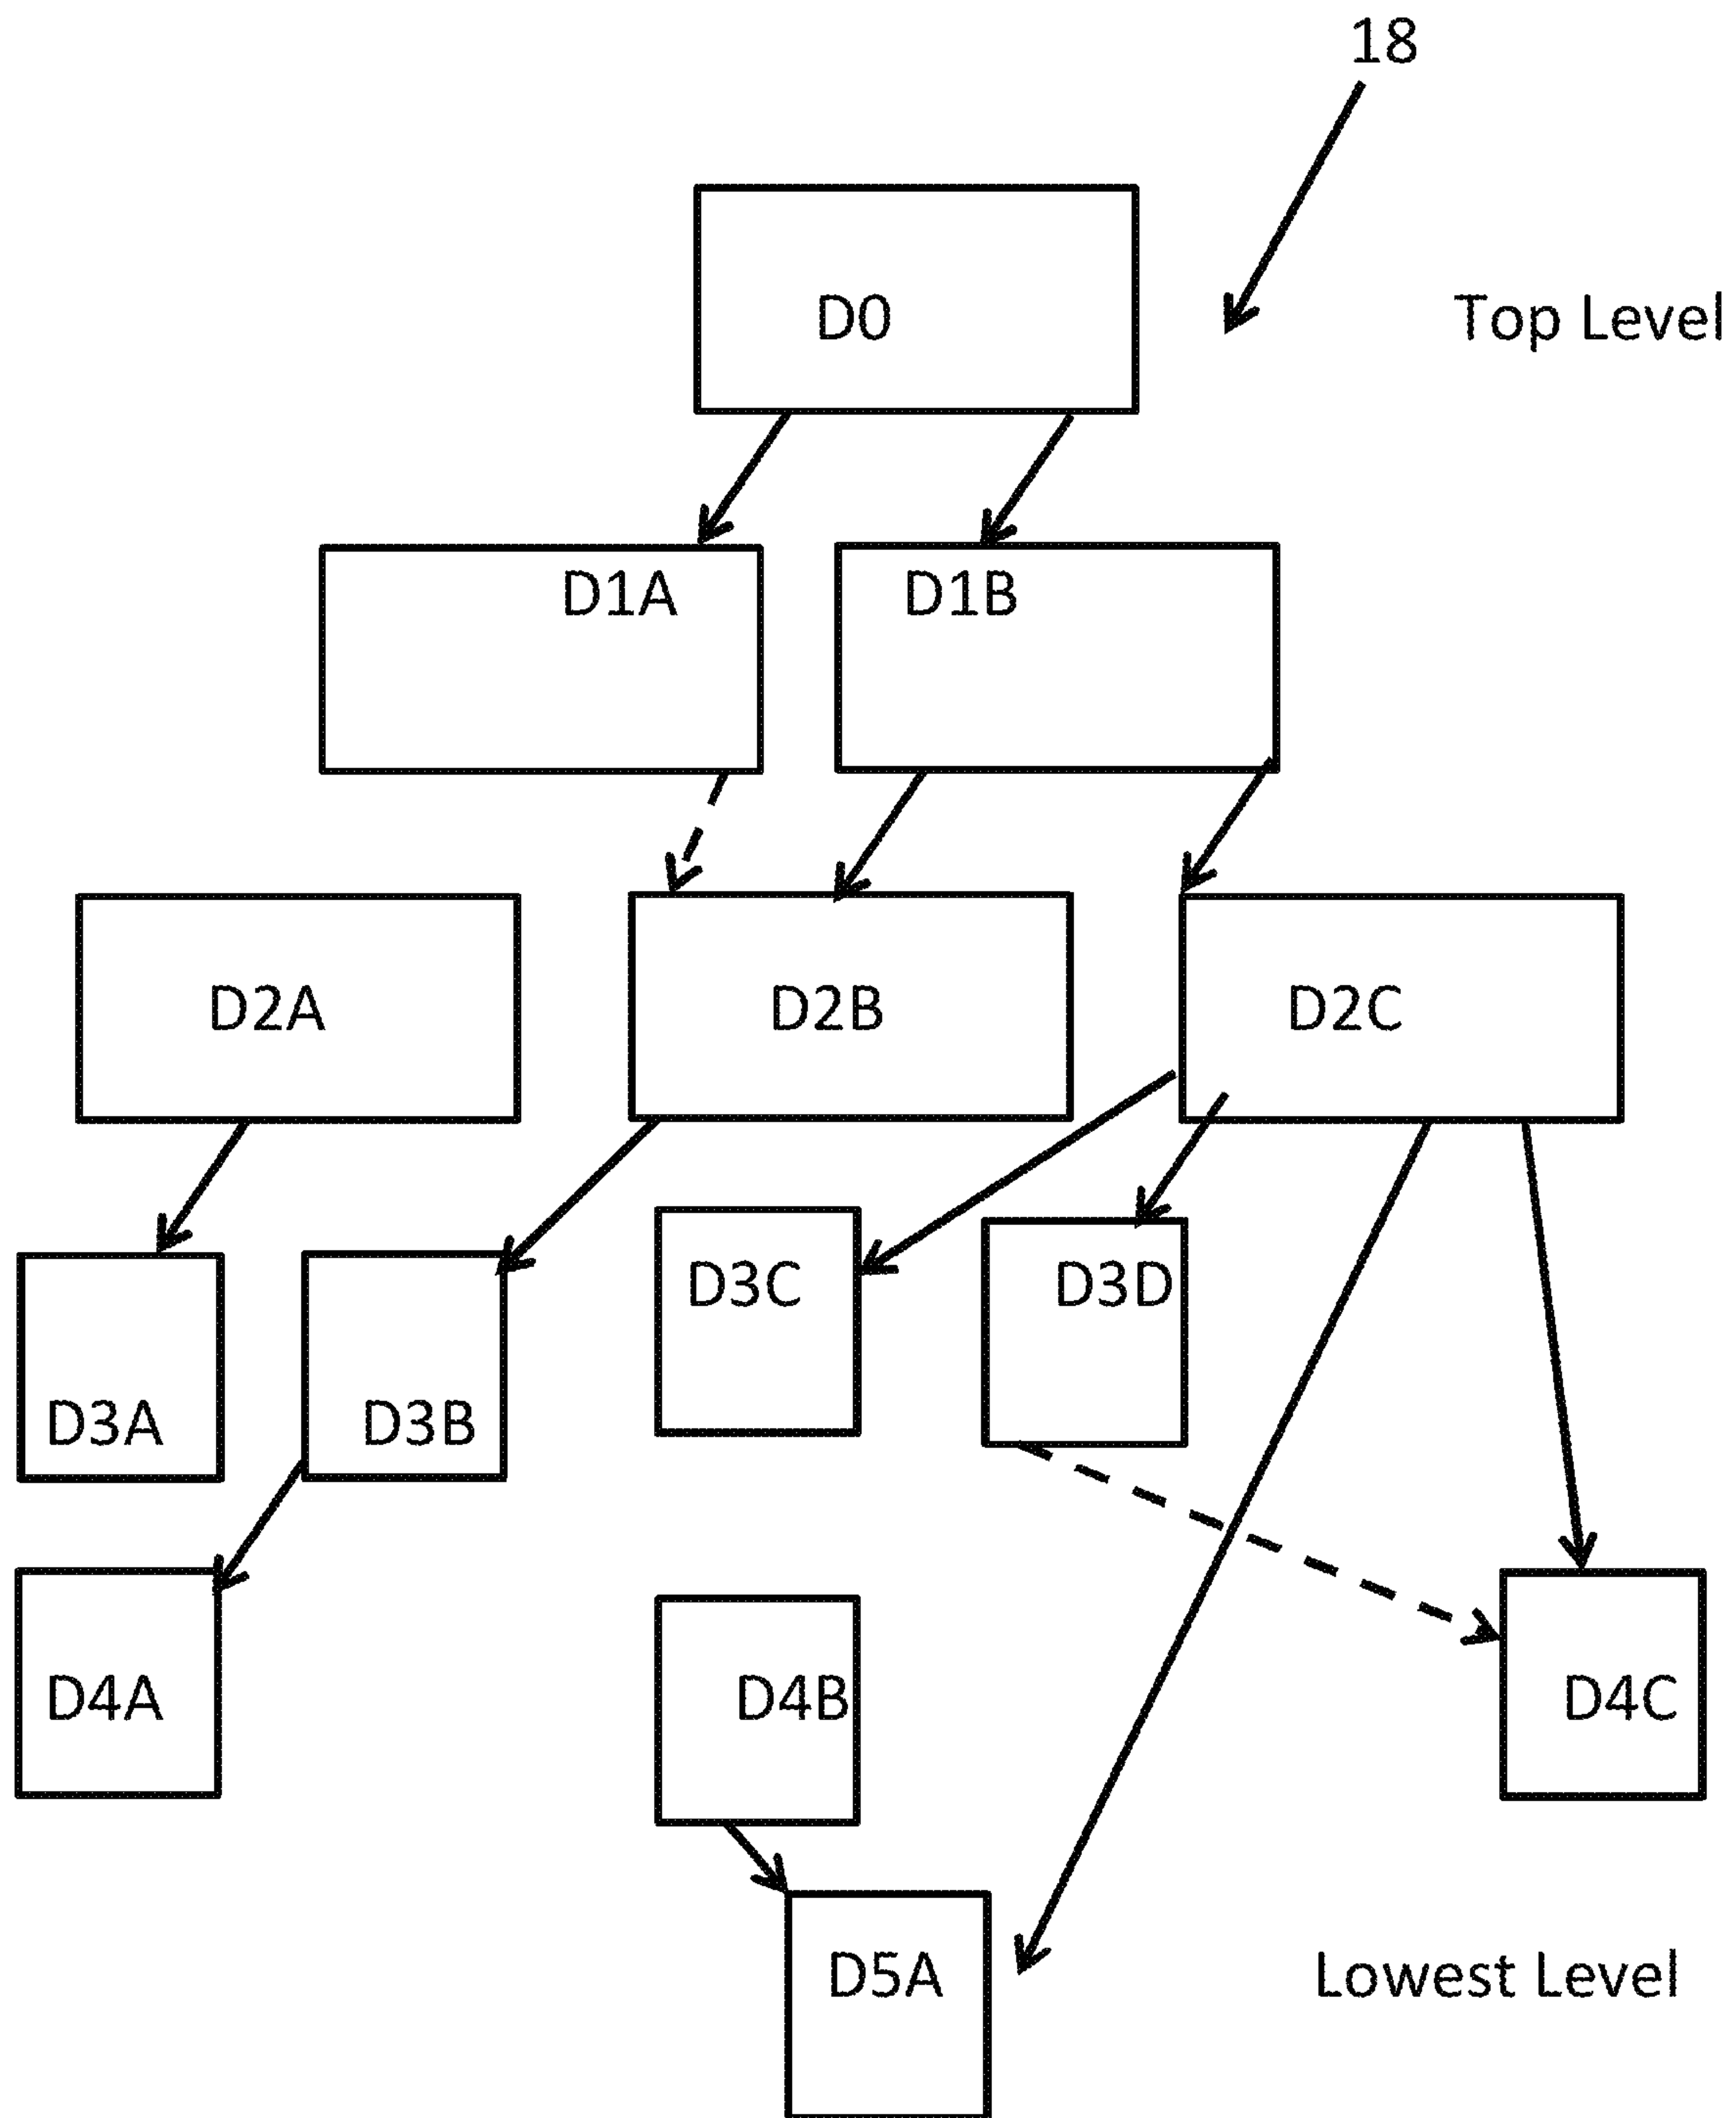 18
D0
Top Level
D1A
D1B
D2A
D2B
D2C
D3C
D3D
D3A
D3B
D4A
D4B
D4C
D5A
Lowest Level